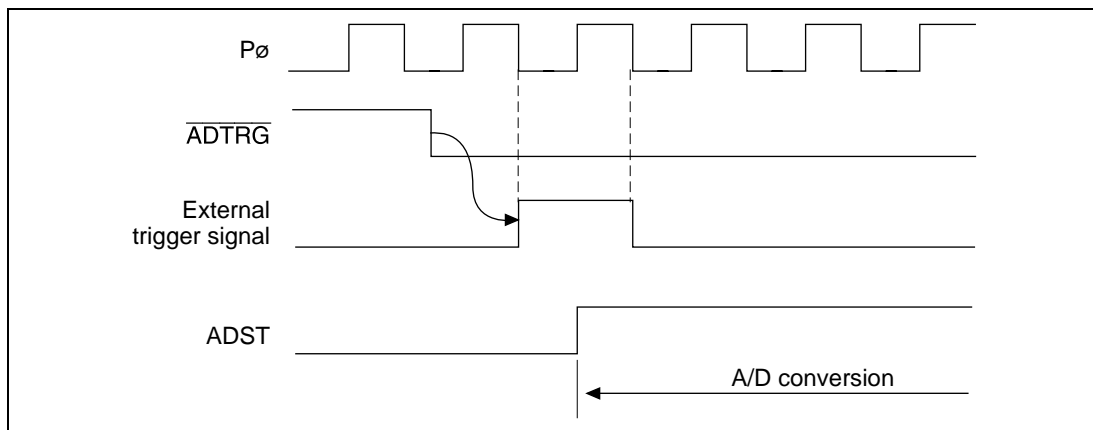 Pø
ADTRG
External
trigger signal
ADST
A/D conversion